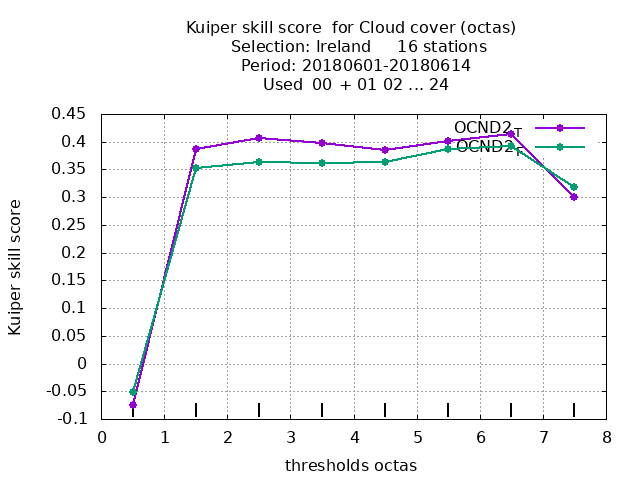 Kuiper skill score  for Cloud cover (octas)
Selection: Ireland     16 stations
Period: 20180601-20180614
Used  00 + 01 02 ... 24
0.45
0.4
0.35
0.3
0.25
0.2
0.15
0.1
0.05
0
-0.05
-0.1
Kuiper skill score
OCND2T
OCND2F
0 1 2 3 4 5 6 7 8
thresholds octas